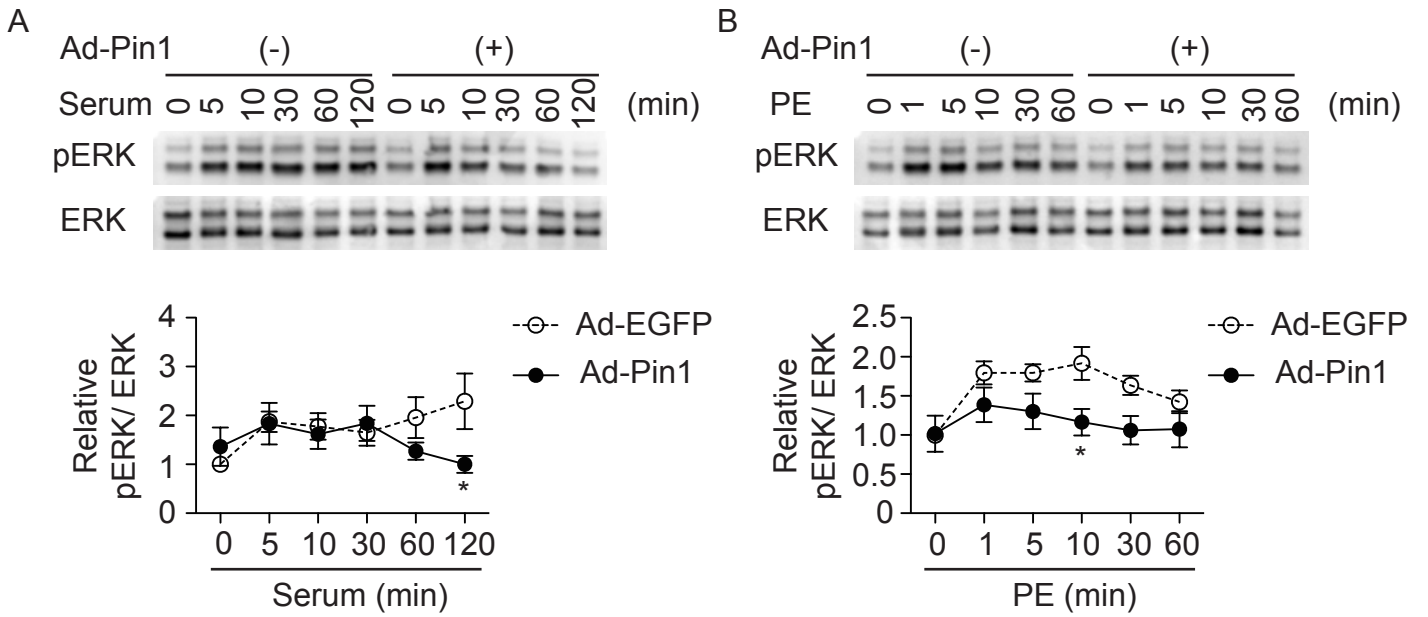 A
Ad-Pin1 (-) (+)
Serum 0 5 10 30 60 120 0 5 10 30 60 120 (min)
pERK
ERK
4
3
2
1
0
Relative
pERK/ ERK
Ad-EGFP
Ad-Pin1
*
0 5 10 30 60 120
Serum (min)
B
Ad-Pin1 (-) (+)
PE 0 1 5 10 30 60 0 1 5 10 30 60 (min)
pERK
ERK
2.5
2.0
1.5
1.0
0.5
0
Relative
pERK/ ERK
Ad-EGFP
Ad-Pin1
*
0 1 5 10 30 60
PE (min)